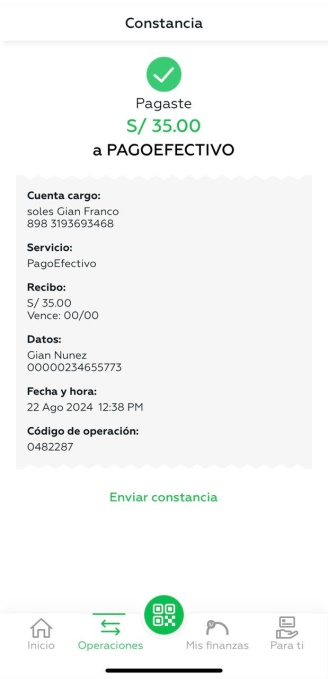 Constancia
Pagaste
S/ 35.00
a PAGOEFECTIVO
Cuenta cargo:
soles Gian Franco
898 3193693468
Servicio:
PagoEfectivo
Recibo:
S/ 35.00
Vence: 00/00
Datos:
Gian Nunez
00000234655773
Fecha y hora:
22 Ago 2024 12:38 PM
Código de operación:
0482287
Enviar constancia
Inicio
Operaciones
Mis finanzas
Para ti